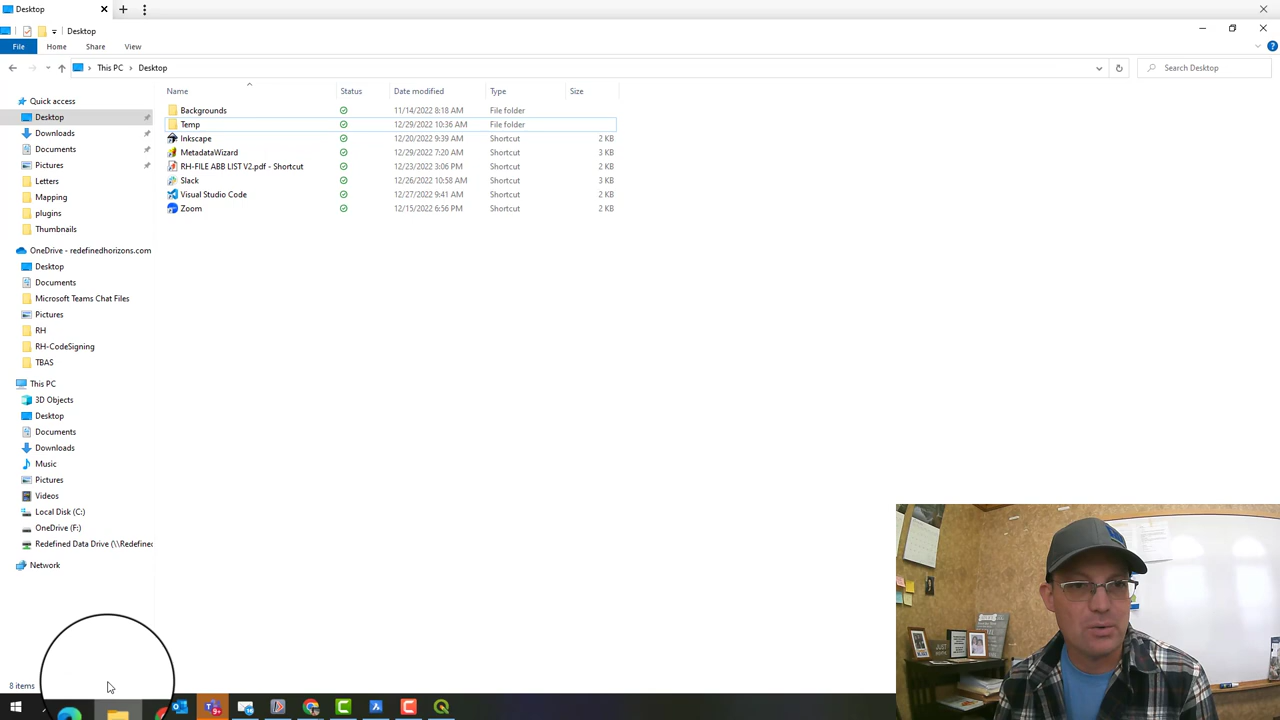 Desktop
Desktop
File Home Share View
This PC Desktop
Search Desktop
Name Status Date modified Type Size
Quick access
Desktop
Downloads
Documents
Pictures
Letters
Mapping
plugins
Thumbnails
OneDrive - redefinedhorizons.com
Desktop
Documents
Microsoft Teams Chat Files
Pictures
RH
RH-CodeSigning
TBAS
This PC
3D Objects
Desktop
Documents
Downloads
Music
Pictures
Videos
Local Disk (C:)
OneDrive (F:)
Redefined Data Drive (\\Redefinec
Network
Backgrounds 11/14/2022 8:18 AM File folder
Temp 12/29/2022 10:36 AM File folder
Inkscape 12/20/2022 9:39 AM Shortcut 2 KB
MetadataWizard 12/29/2022 7:20 AM Shortcut 3 KB
RH-FILE ABB LIST V2.pdf - Shortcut 12/23/2022 3:06 PM Shortcut 2 KB
Slack 12/26/2022 10:58 AM Shortcut 3 KB
Visual Studio Code 12/27/2022 9:41 AM Shortcut 2 KB
Zoom 12/15/2022 6:56 PM Shortcut 2 KB
8 items